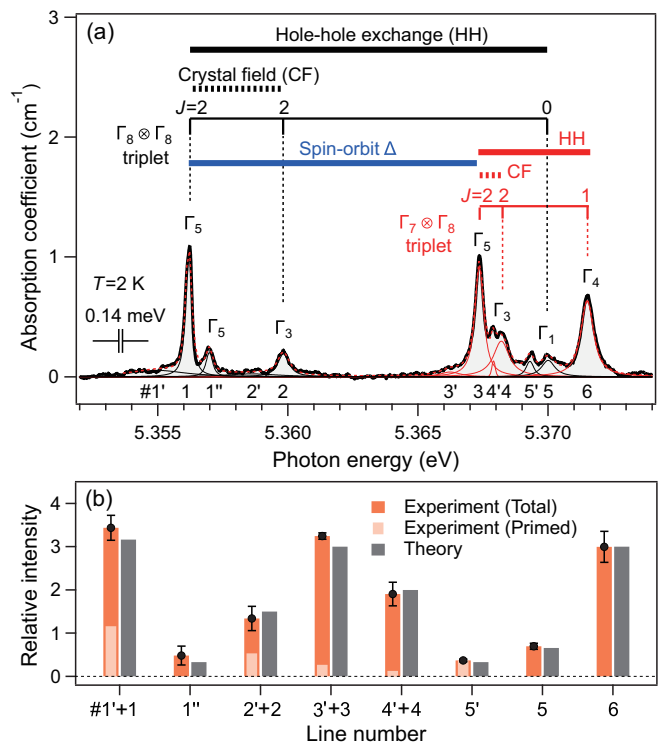 (a)
Hole-hole exchange (HH)
Crystal field (CF)
J=2 2 0
Γ8 ⊗ Γ8
triplet
Spin-orbit Δ
HH
CF
J=2 2 1
Γ7 ⊗ Γ8
triplet
Γ5
Γ5
Γ3
Γ5
Γ3
Γ1
Γ4
T=2 K
0.14 meV
#1' 1 1'' 2' 2 3' 3 4' 4 5' 5 6
3
2
1
0
Absorption coefficient (cm-1)
5.355 5.360 5.365 5.370
Photon energy (eV)
(b)
Experiment (Total)
Experiment (Primed)
Theory
4
3
2
1
0
Relative intensity
#1'+1 1'' 2'+2 3'+3 4'+4 5' 5 6
Line number